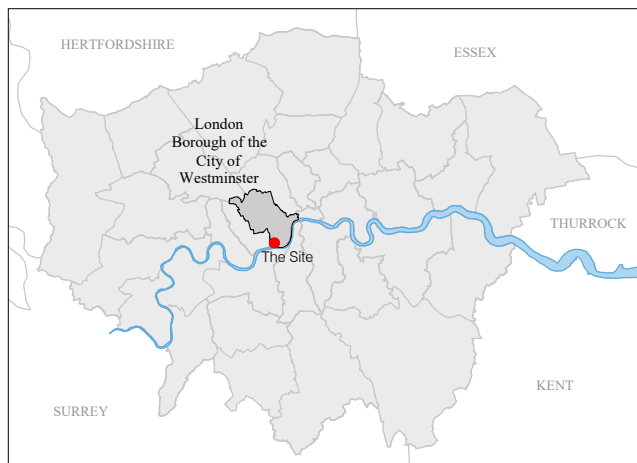 HERTFORDSHIRE
ESSEX
London
Borough of the
City of
Westminster
THURROCK
The Site
KENT
SURREY